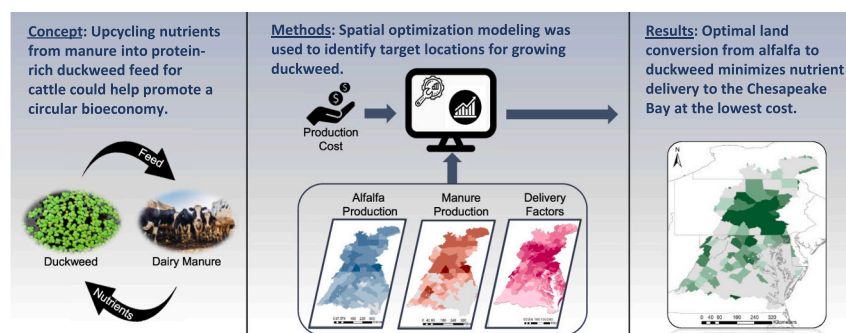 Concept: Upcycling nutrients
from manure into protein-
rich duckweed feed for
cattle could help promote a
circular bioeconomy.
Feed
Duckweed
Dairy Manure
Nutrients
Methods: Spatial optimization modeling was
used to identify target locations for growing
duckweed.
Production
Cost
Alfalfa
Production
Manure
Production
Delivery
Factors
Results: Optimal land
conversion from alfalfa to
duckweed minimizes nutrient
delivery to the Chesapeake
Bay at the lowest cost.
N
0 40 80 160 240 320
Kilometers